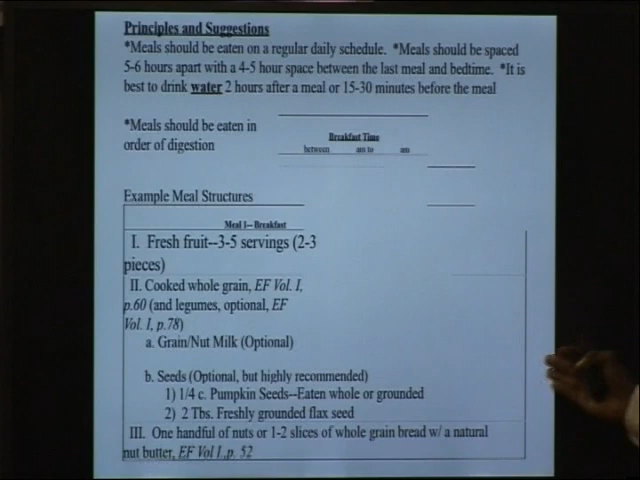 Principles and Suggestions
*Meals should be eaten on a regular daily schedule. *Meals should be spaced
5-6 hours apart with a 4-5 hour space between the last meal and bedtime. *It is
best to drink water 2 hours after a meal or 15-30 minutes before the meal
*Meals should be eaten in
order of digestion
Breakfast Time
between am to am
Example Meal Structures
Meal I-- Breakfast
I. Fresh fruit--3-5 servings (2-3
pieces)
II. Cooked whole grain, EF Vol. I,
p.60 (and legumes, optional, EF
Vol. I, p.78)
a. Grain/Nut Milk (Optional)
b. Seeds (Optional, but highly recommended)
1) 1/4 c. Pumpkin Seeds--Eaten whole or grounded
2) 2 Tbs. Freshly grounded flax seed
III. One handful of nuts or 1-2 slices of whole grain bread w/ a natural
nut butter, EF Vol I.,p. 52